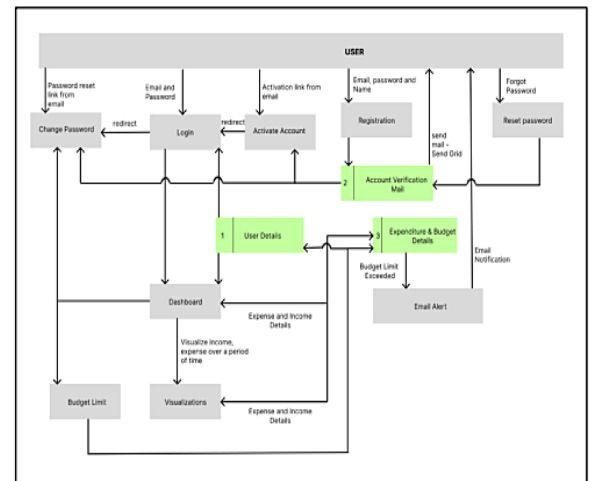 USER
Password reset
link from
email
Email and
Password
Activation link from
email
Email, password and
Name
Forgot
Password
redirect
redirect
Change Password
Login
Activate Account
Registration
Reset password
send
mail -
Send Grid
2
Account Verification
Mail
1
User Details
3
Expenditure & Budget
Details
Email
Notification
Budget Limit
Exceeded
Dashboard
Expense and Income
Details
Email Alert
Visualize income,
expense over a period
of time
Budget Limit
Visualizations
Expense and Income
Details